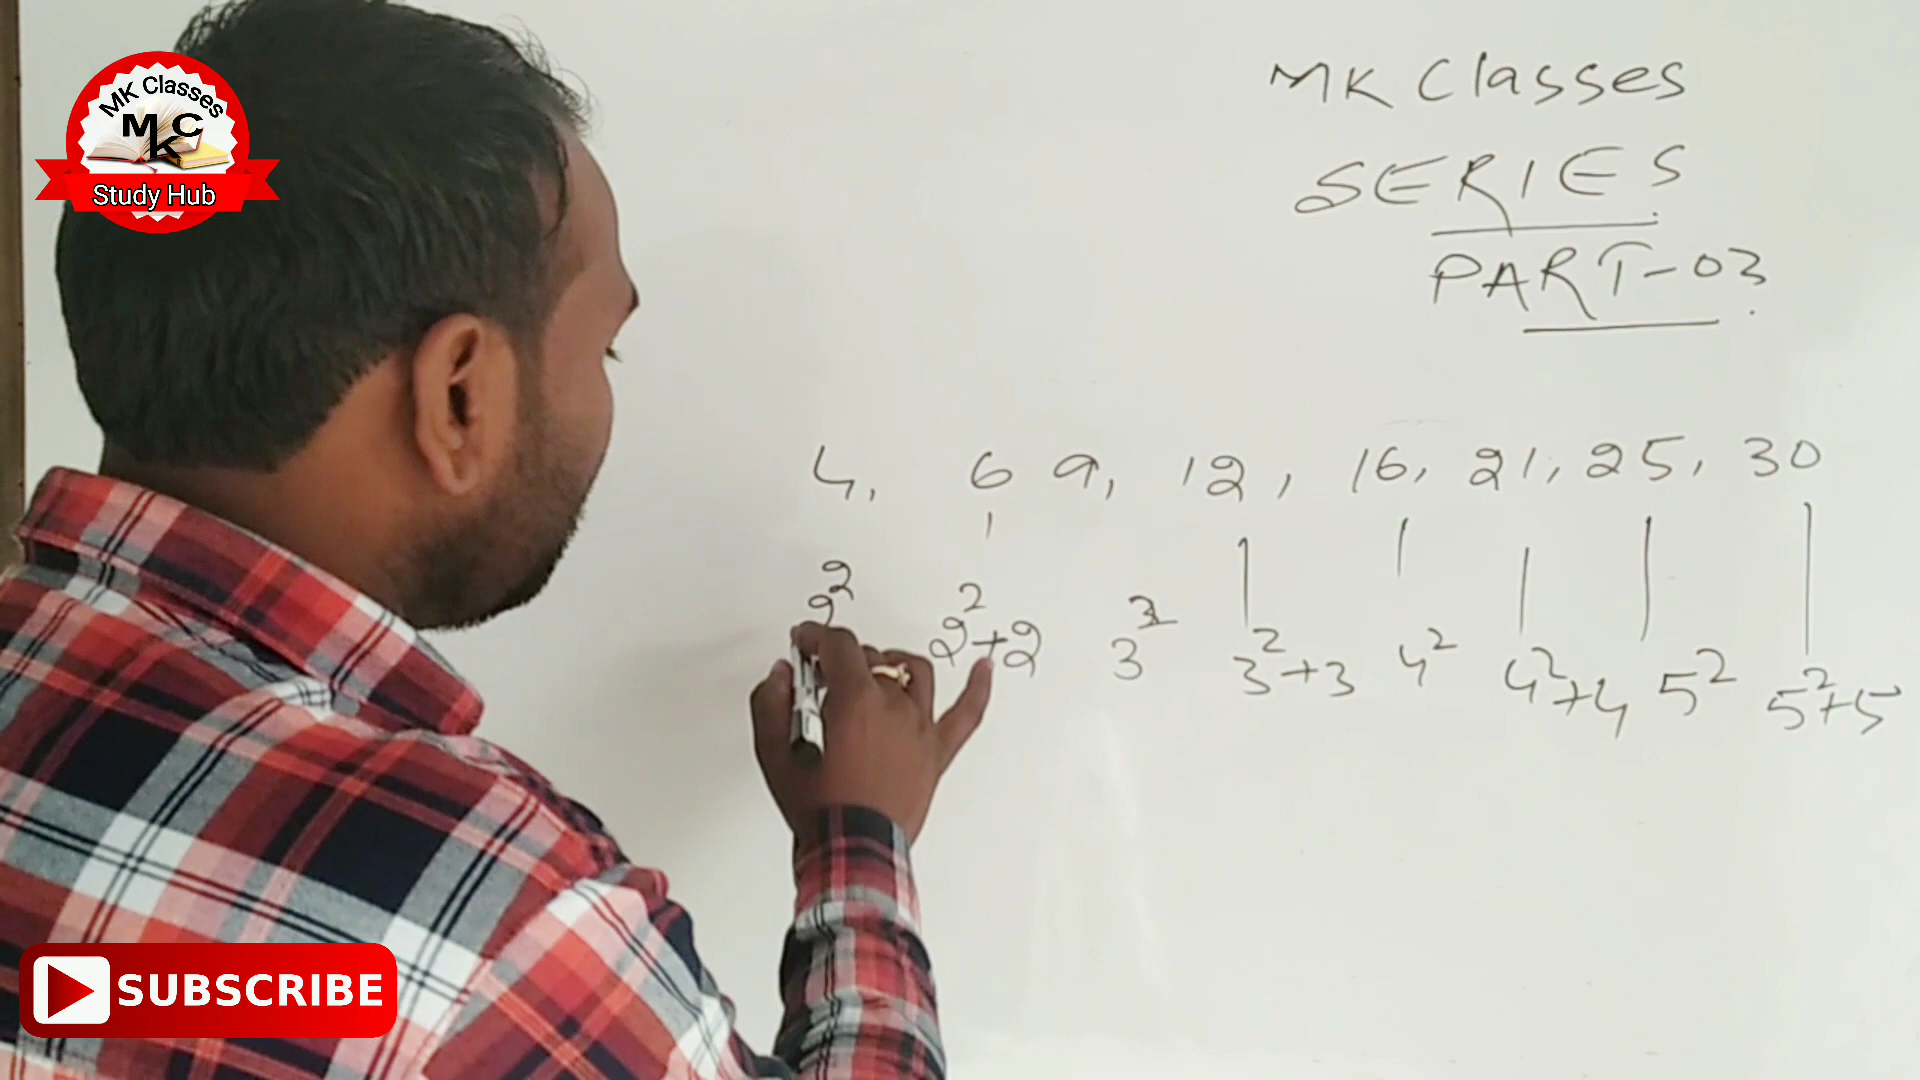 MK Classes
M K C
Study Hub
MK Classes
SERIES
PART-03
4, 6 9, 12, 16, 21, 25, 30
2² 2²+2 3² 3²+3 4² 4²+4 5² 5²+5
SUBSCRIBE